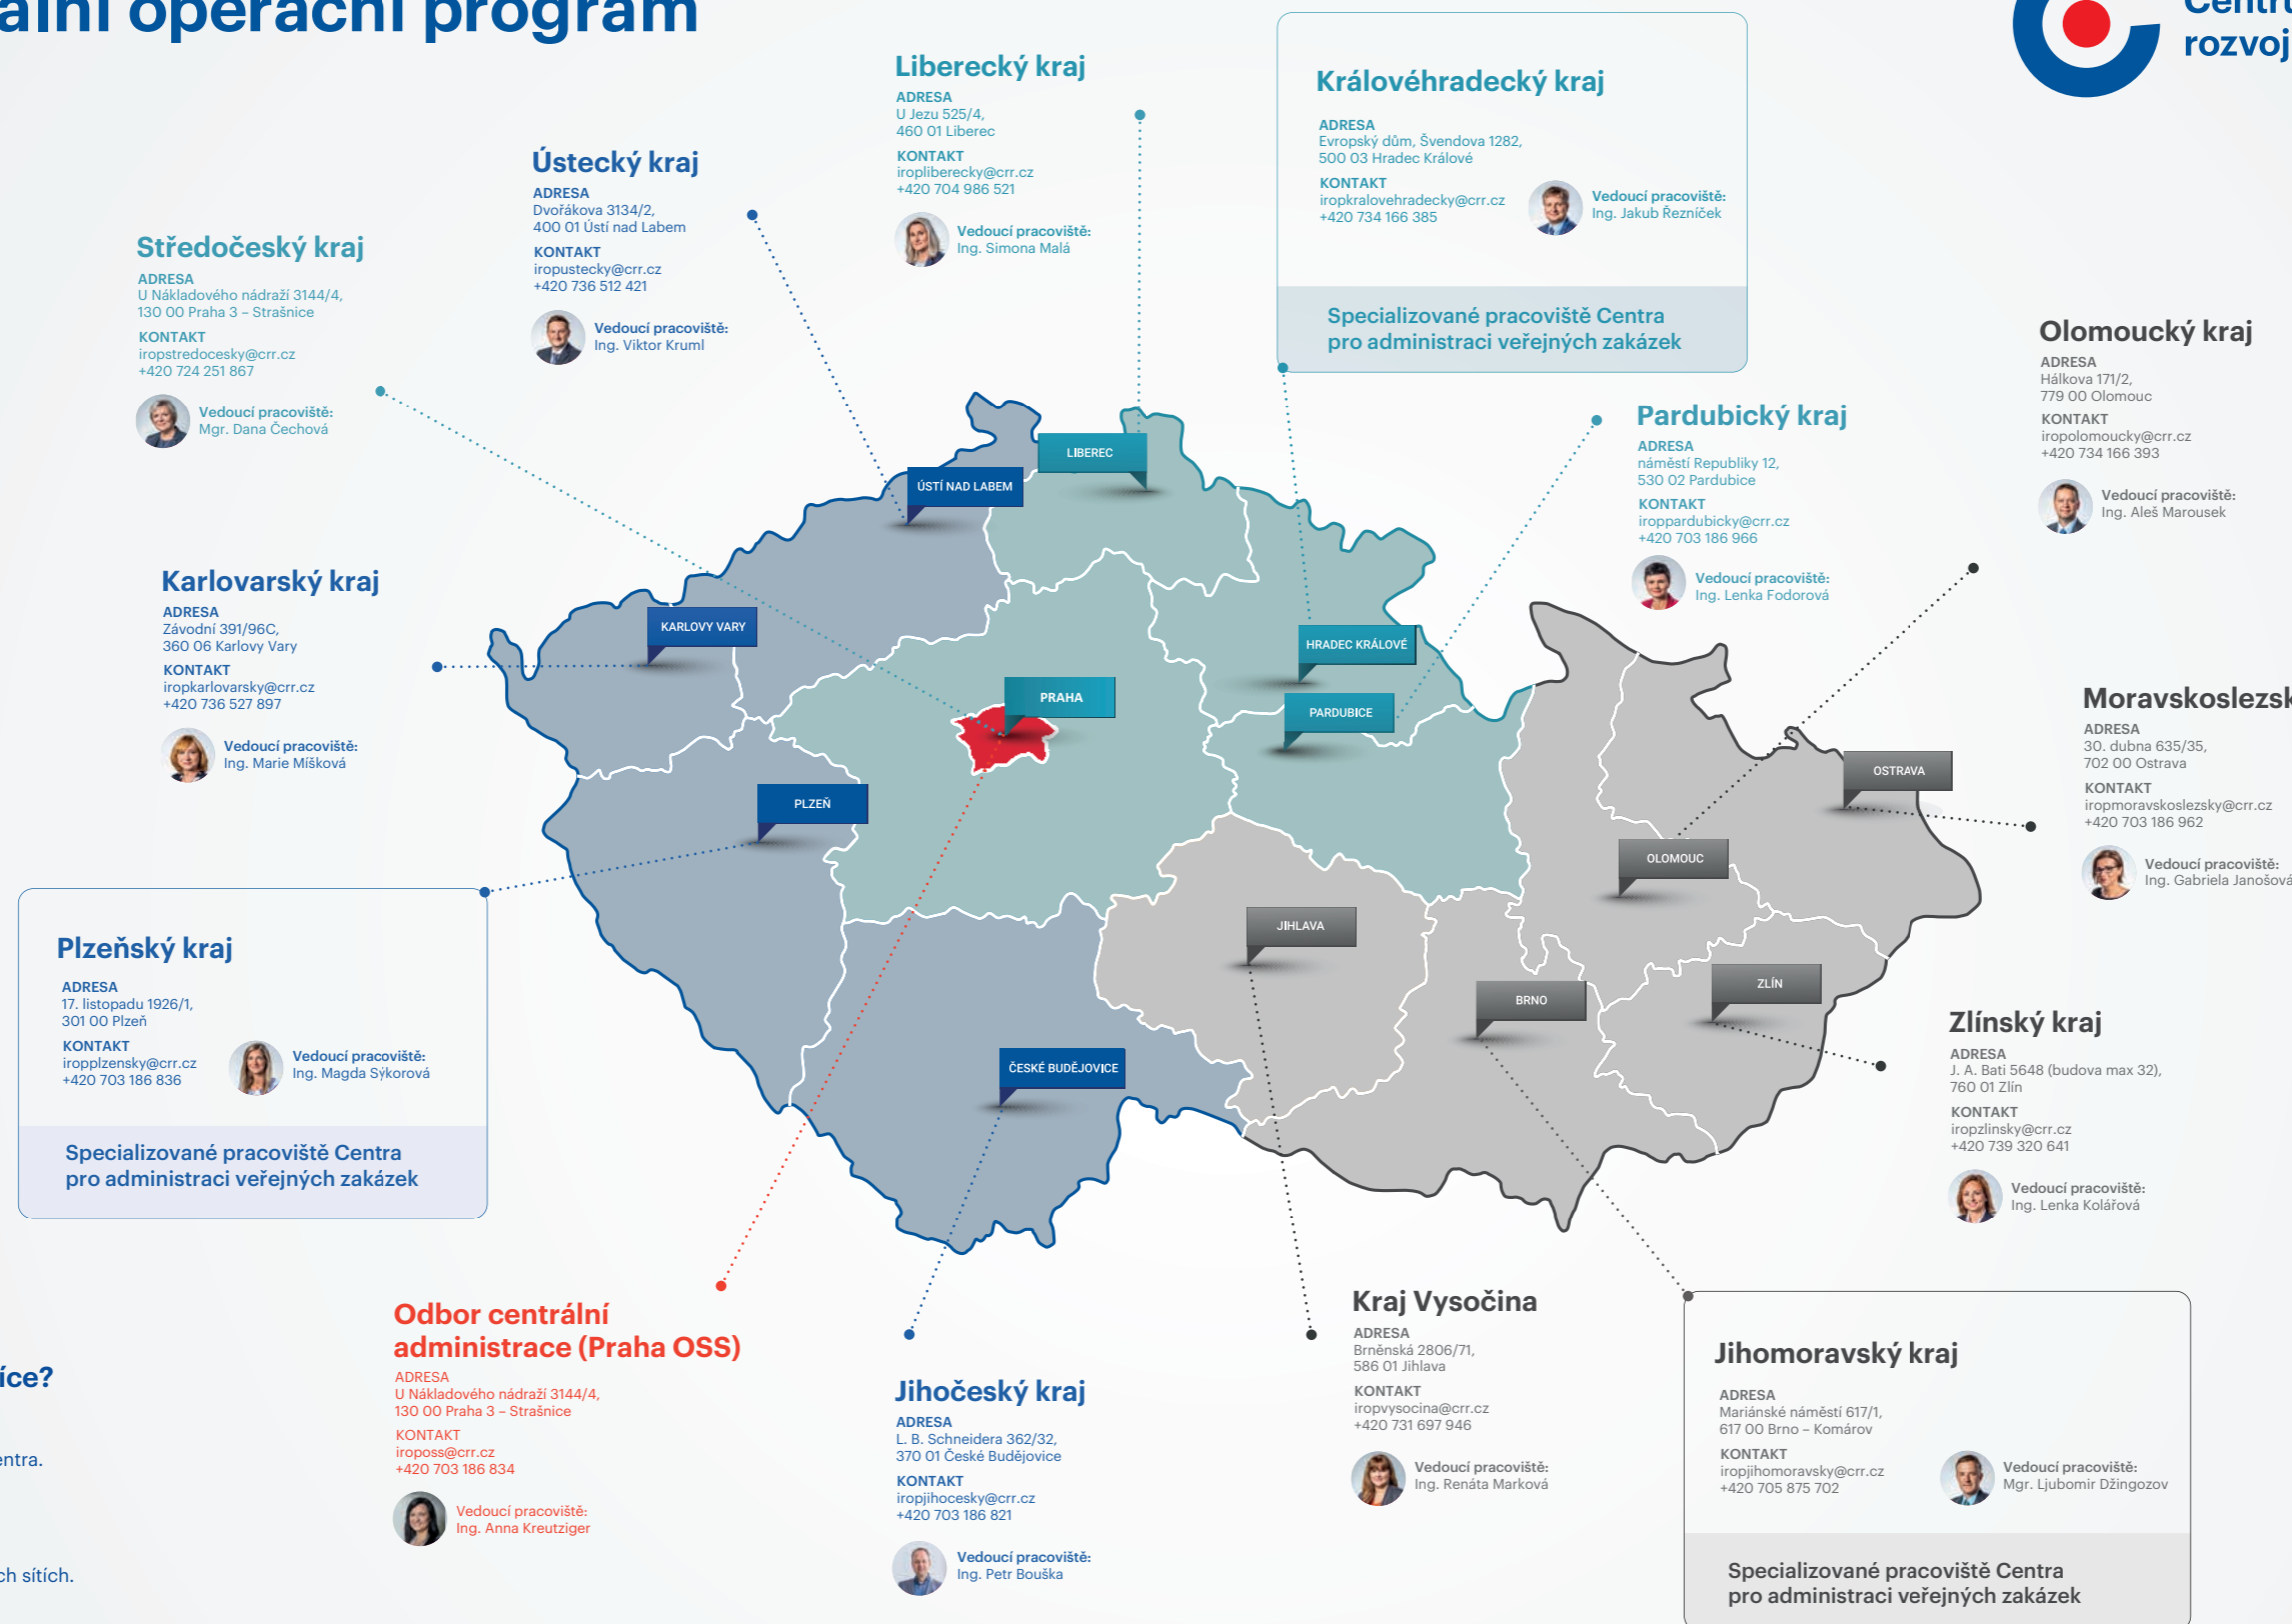 ální operační program
Centru
rozvoj
Liberecký kraj
ADRESA
U Jezu 525/4,
460 01 Liberec
KONTAKT
iropliberecky@crr.cz
+420 704 986 521
Vedoucí pracoviště:
Ing. Simona Malá
Královéhradecký kraj
ADRESA
Evropský dům, Švendova 1282,
500 03 Hradec Králové
KONTAKT
iropkralovehradecky@crr.cz
+420 734 166 385
Vedoucí pracoviště:
Ing. Jakub Řezníček
Specializované pracoviště Centra
pro administraci veřejných zakázek
Ústecký kraj
ADRESA
Dvořákova 3134/2,
400 01 Ústí nad Labem
KONTAKT
iropustecky@crr.cz
+420 736 512 421
Vedoucí pracoviště:
Ing. Viktor Kruml
Středočeský kraj
ADRESA
U Nákladového nádraží 3144/4,
130 00 Praha 3 – Strašnice
KONTAKT
iropstredocesky@crr.cz
+420 724 251 867
Vedoucí pracoviště:
Mgr. Dana Čechová
Olomoucký kraj
ADRESA
Hálkova 171/2,
779 00 Olomouc
KONTAKT
iropolomoucky@crr.cz
+420 734 166 393
Vedoucí pracoviště:
Ing. Aleš Marousek
Pardubický kraj
ADRESA
náměstí Republiky 12,
530 02 Pardubice
KONTAKT
iroppardubicky@crr.cz
+420 703 186 966
Vedoucí pracoviště:
Ing. Lenka Fodorová
Karlovarský kraj
ADRESA
Závodní 391/96C,
360 06 Karlovy Vary
KONTAKT
iropkarlovarsky@crr.cz
+420 736 527 897
Vedoucí pracoviště:
Ing. Marie Míšková
LIBEREC
ÚSTÍ NAD LABEM
KARLOVY VARY
HRADEC KRÁLOVÉ
PRAHA
PARDUBICE
OSTRAVA
PLZEŇ
OLOMOUC
JIHLAVA
ZLÍN
BRNO
ČESKÉ BUDĚJOVICE
Moravskoslezsk
ADRESA
30. dubna 635/35,
702 00 Ostrava
KONTAKT
iropmoravskoslezsky@crr.cz
+420 703 186 962
Vedoucí pracoviště:
Ing. Gabriela Janošová
Plzeňský kraj
ADRESA
17. listopadu 1926/1,
301 00 Plzeň
KONTAKT
iropplzensky@crr.cz
+420 703 186 836
Vedoucí pracoviště:
Ing. Magda Sýkorová
Specializované pracoviště Centra
pro administraci veřejných zakázek
Zlínský kraj
ADRESA
J. A. Bati 5648 (budova max 32),
760 01 Zlín
KONTAKT
iropzlinsky@crr.cz
+420 739 320 641
Vedoucí pracoviště:
Ing. Lenka Kolářová
Odbor centrální
administrace (Praha OSS)
ADRESA
U Nákladového nádraží 3144/4,
130 00 Praha 3 – Strašnice
KONTAKT
iroposs@crr.cz
+420 703 186 834
Vedoucí pracoviště:
Ing. Anna Kreutziger
Jihočeský kraj
ADRESA
L. B. Schneidera 362/32,
370 01 České Budějovice
KONTAKT
iropjihocesky@crr.cz
+420 703 186 821
Vedoucí pracoviště:
Ing. Petr Bouška
Kraj Vysočina
ADRESA
Brněnská 2806/71,
586 01 Jihlava
KONTAKT
iropvysocina@crr.cz
+420 731 697 946
Vedoucí pracoviště:
Ing. Renáta Marková
Jihomoravský kraj
ADRESA
Mariánské náměstí 617/1,
617 00 Brno – Komárov
KONTAKT
iropjihomoravsky@crr.cz
+420 705 875 702
Vedoucí pracoviště:
Mgr. Ljubomir Džingozov
Specializované pracoviště Centra
pro administraci veřejných zakázek
íce?
entra.
ch sítích.